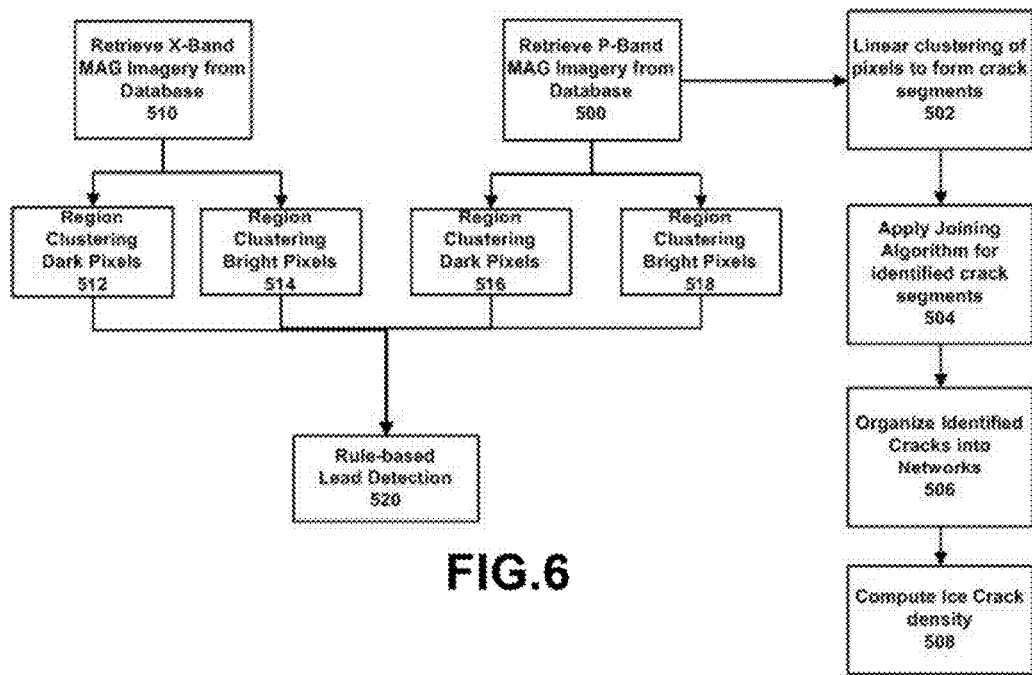 Retrieve X-Band
MAG Imagery from
Database
510
Retrieve P-Band
MAG Imagery from
Database
500
Linear clustering of
pixels to form crack
segments
502
Region
Clustering
Dark Pixels
512
Region
Clustering
Bright Pixels
514
Region
Clustering
Dark Pixels
516
Region
Clustering
Bright Pixels
518
Apply Joining
Algorithm for
identified crack
segments
504
Rule-based
Lead Detection
520
Organize Identified
Cracks into
Networks
506
Compute Ice Crack
density
508
FIG.6